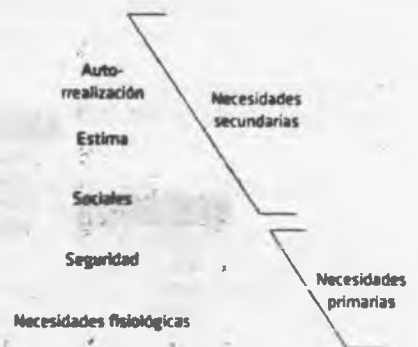 Auto-
rrealización
Necesidades
secundarias
Estima
Sociales
Seguridad
Necesidades
primarias
Necesidades fisiológicas